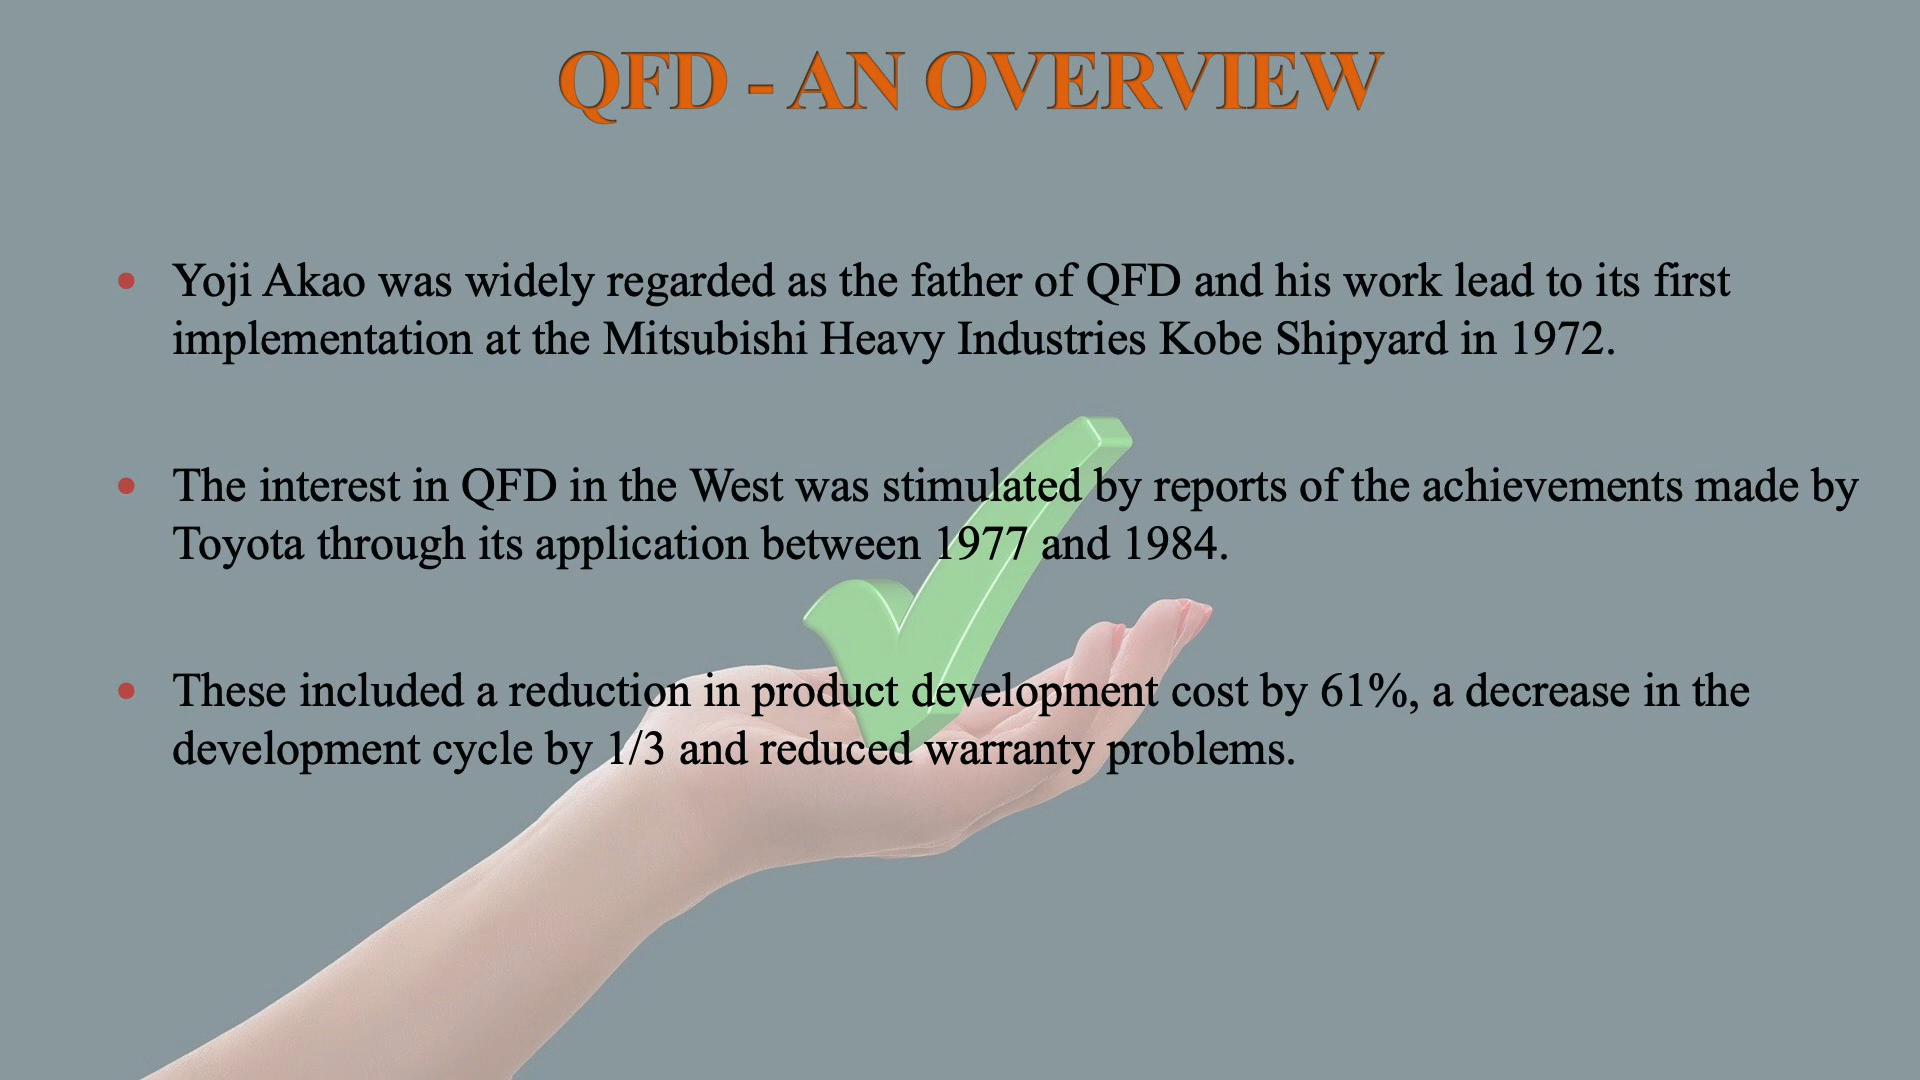 QFD - AN OVERVIEW
• Yoji Akao was widely regarded as the father of QFD and his work lead to its first
implementation at the Mitsubishi Heavy Industries Kobe Shipyard in 1972.
• The interest in QFD in the West was stimulated by reports of the achievements made by
Toyota through its application between 1977 and 1984.
• These included a reduction in product development cost by 61%, a decrease in the
development cycle by 1/3 and reduced warranty problems.